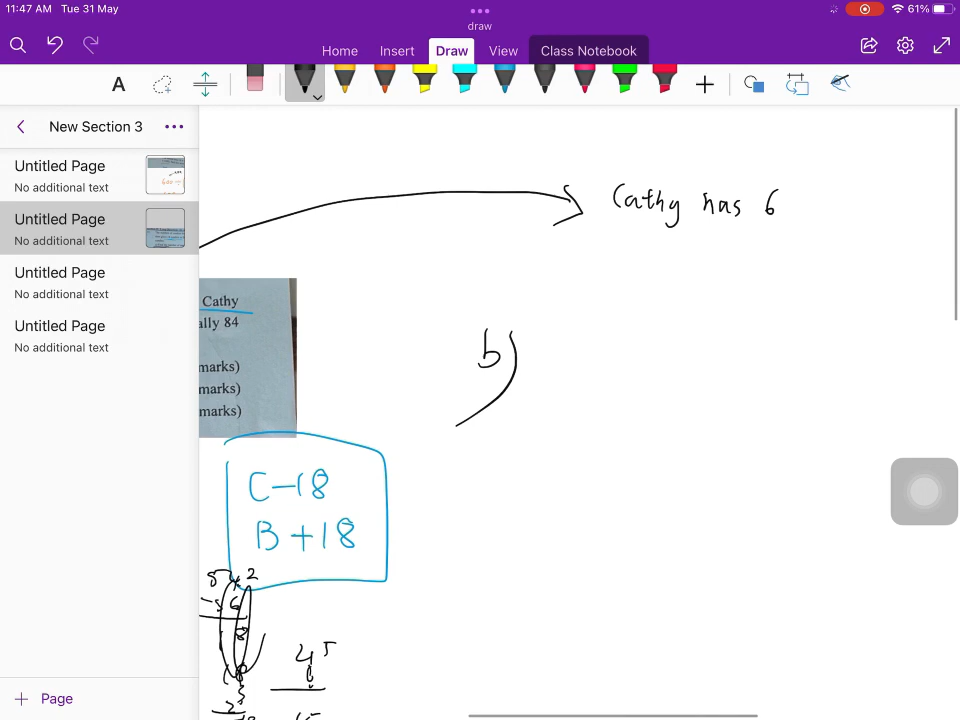 11:47 AM Tue 31 May
61%
draw
Home Insert Draw View Class Notebook
A
New Section 3
Untitled Page
No additional text
Untitled Page
No additional text
Untitled Page
No additional text
Untitled Page
No additional text
+ Page
Cathy has 6
Cathy
ally 84
marks)
marks)
marks)
b)
C-18
B +18
45